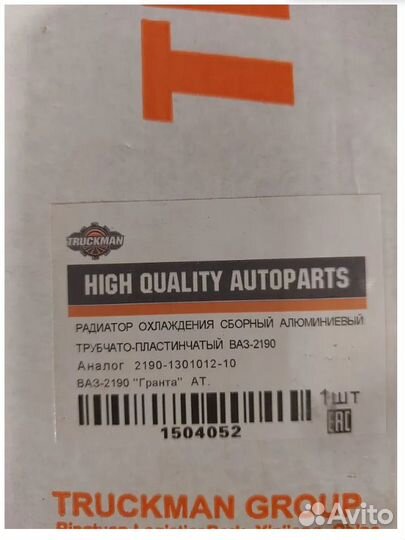 TRUCKMAN
HIGH QUALITY AUTOPARTS
РАДИАТОР ОХЛАЖДЕНИЯ СБОРНЫЙ АЛЮМИНИЕВЫЙ
ТРУБЧАТО-ПЛАСТИНЧАТЫЙ ВАЗ-2190
Аналог 2190-1301012-10
ВАЗ-2190 "Гранта" АТ.
1шт
1504052
EAC
TRUCKMAN GROUP
Avito